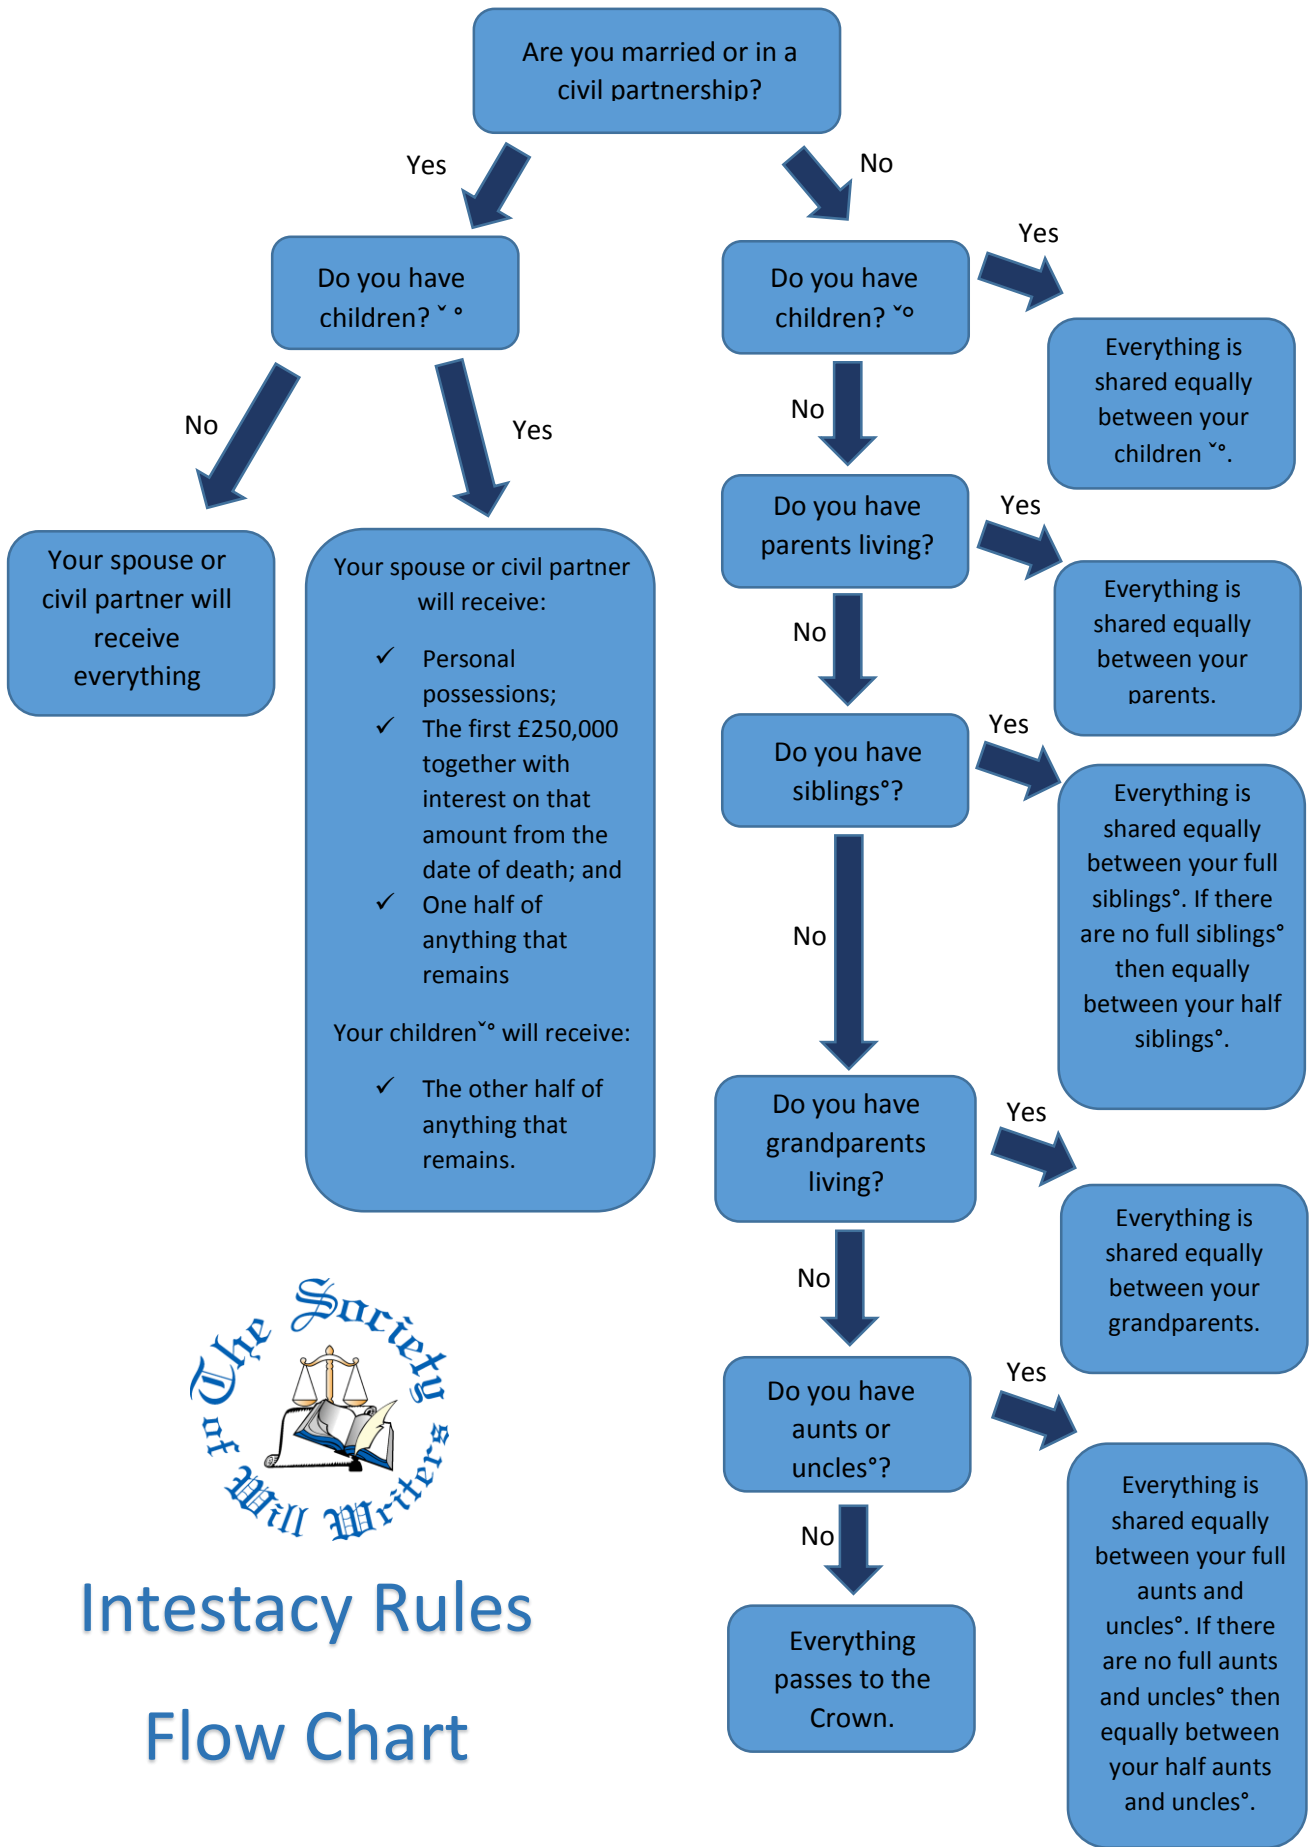 Are you married or in a
civil partnership?
Yes
No
Do you have
children? ˇ °
Do you have
children? ˇ°
Yes
Everything is
shared equally
between your
children ˇ°.
No
Yes
No
Your spouse or
civil partner will
receive
everything
Your spouse or civil partner
will receive:
✓ Personal
possessions;
✓ The first £250,000
together with
interest on that
amount from the
date of death; and
✓ One half of
anything that
remains
Your childrenˇ° will receive:
✓ The other half of
anything that
remains.
Do you have
parents living?
Yes
Everything is
shared equally
between your
parents.
No
Do you have
siblings°?
Yes
Everything is
shared equally
between your full
siblings°. If there
are no full siblings°
then equally
between your half
siblings°.
No
Do you have
grandparents
living?
Yes
Everything is
shared equally
between your
grandparents.
No
Do you have
aunts or
uncles°?
Yes
Everything is
shared equally
between your full
aunts and
uncles°. If there
are no full aunts
and uncles° then
equally between
your half aunts
and uncles°.
No
Everything
passes to the
Crown.
The Society
of Will Writers
Intestacy Rules
Flow Chart